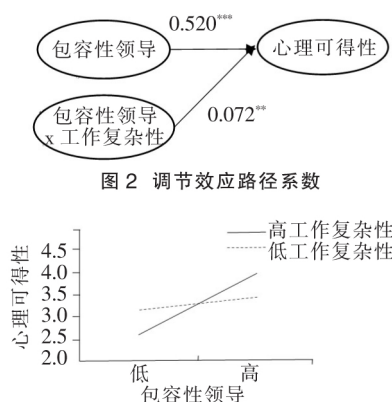 0.520***
包容性领导
心理可得性
包容性领导
x 工作复杂性
0.072**
图 2 调节效应路径系数
高工作复杂性
低工作复杂性
心理可得性
4.5
4.0
3.5
3.0
2.5
2.0
低
高
包容性领导